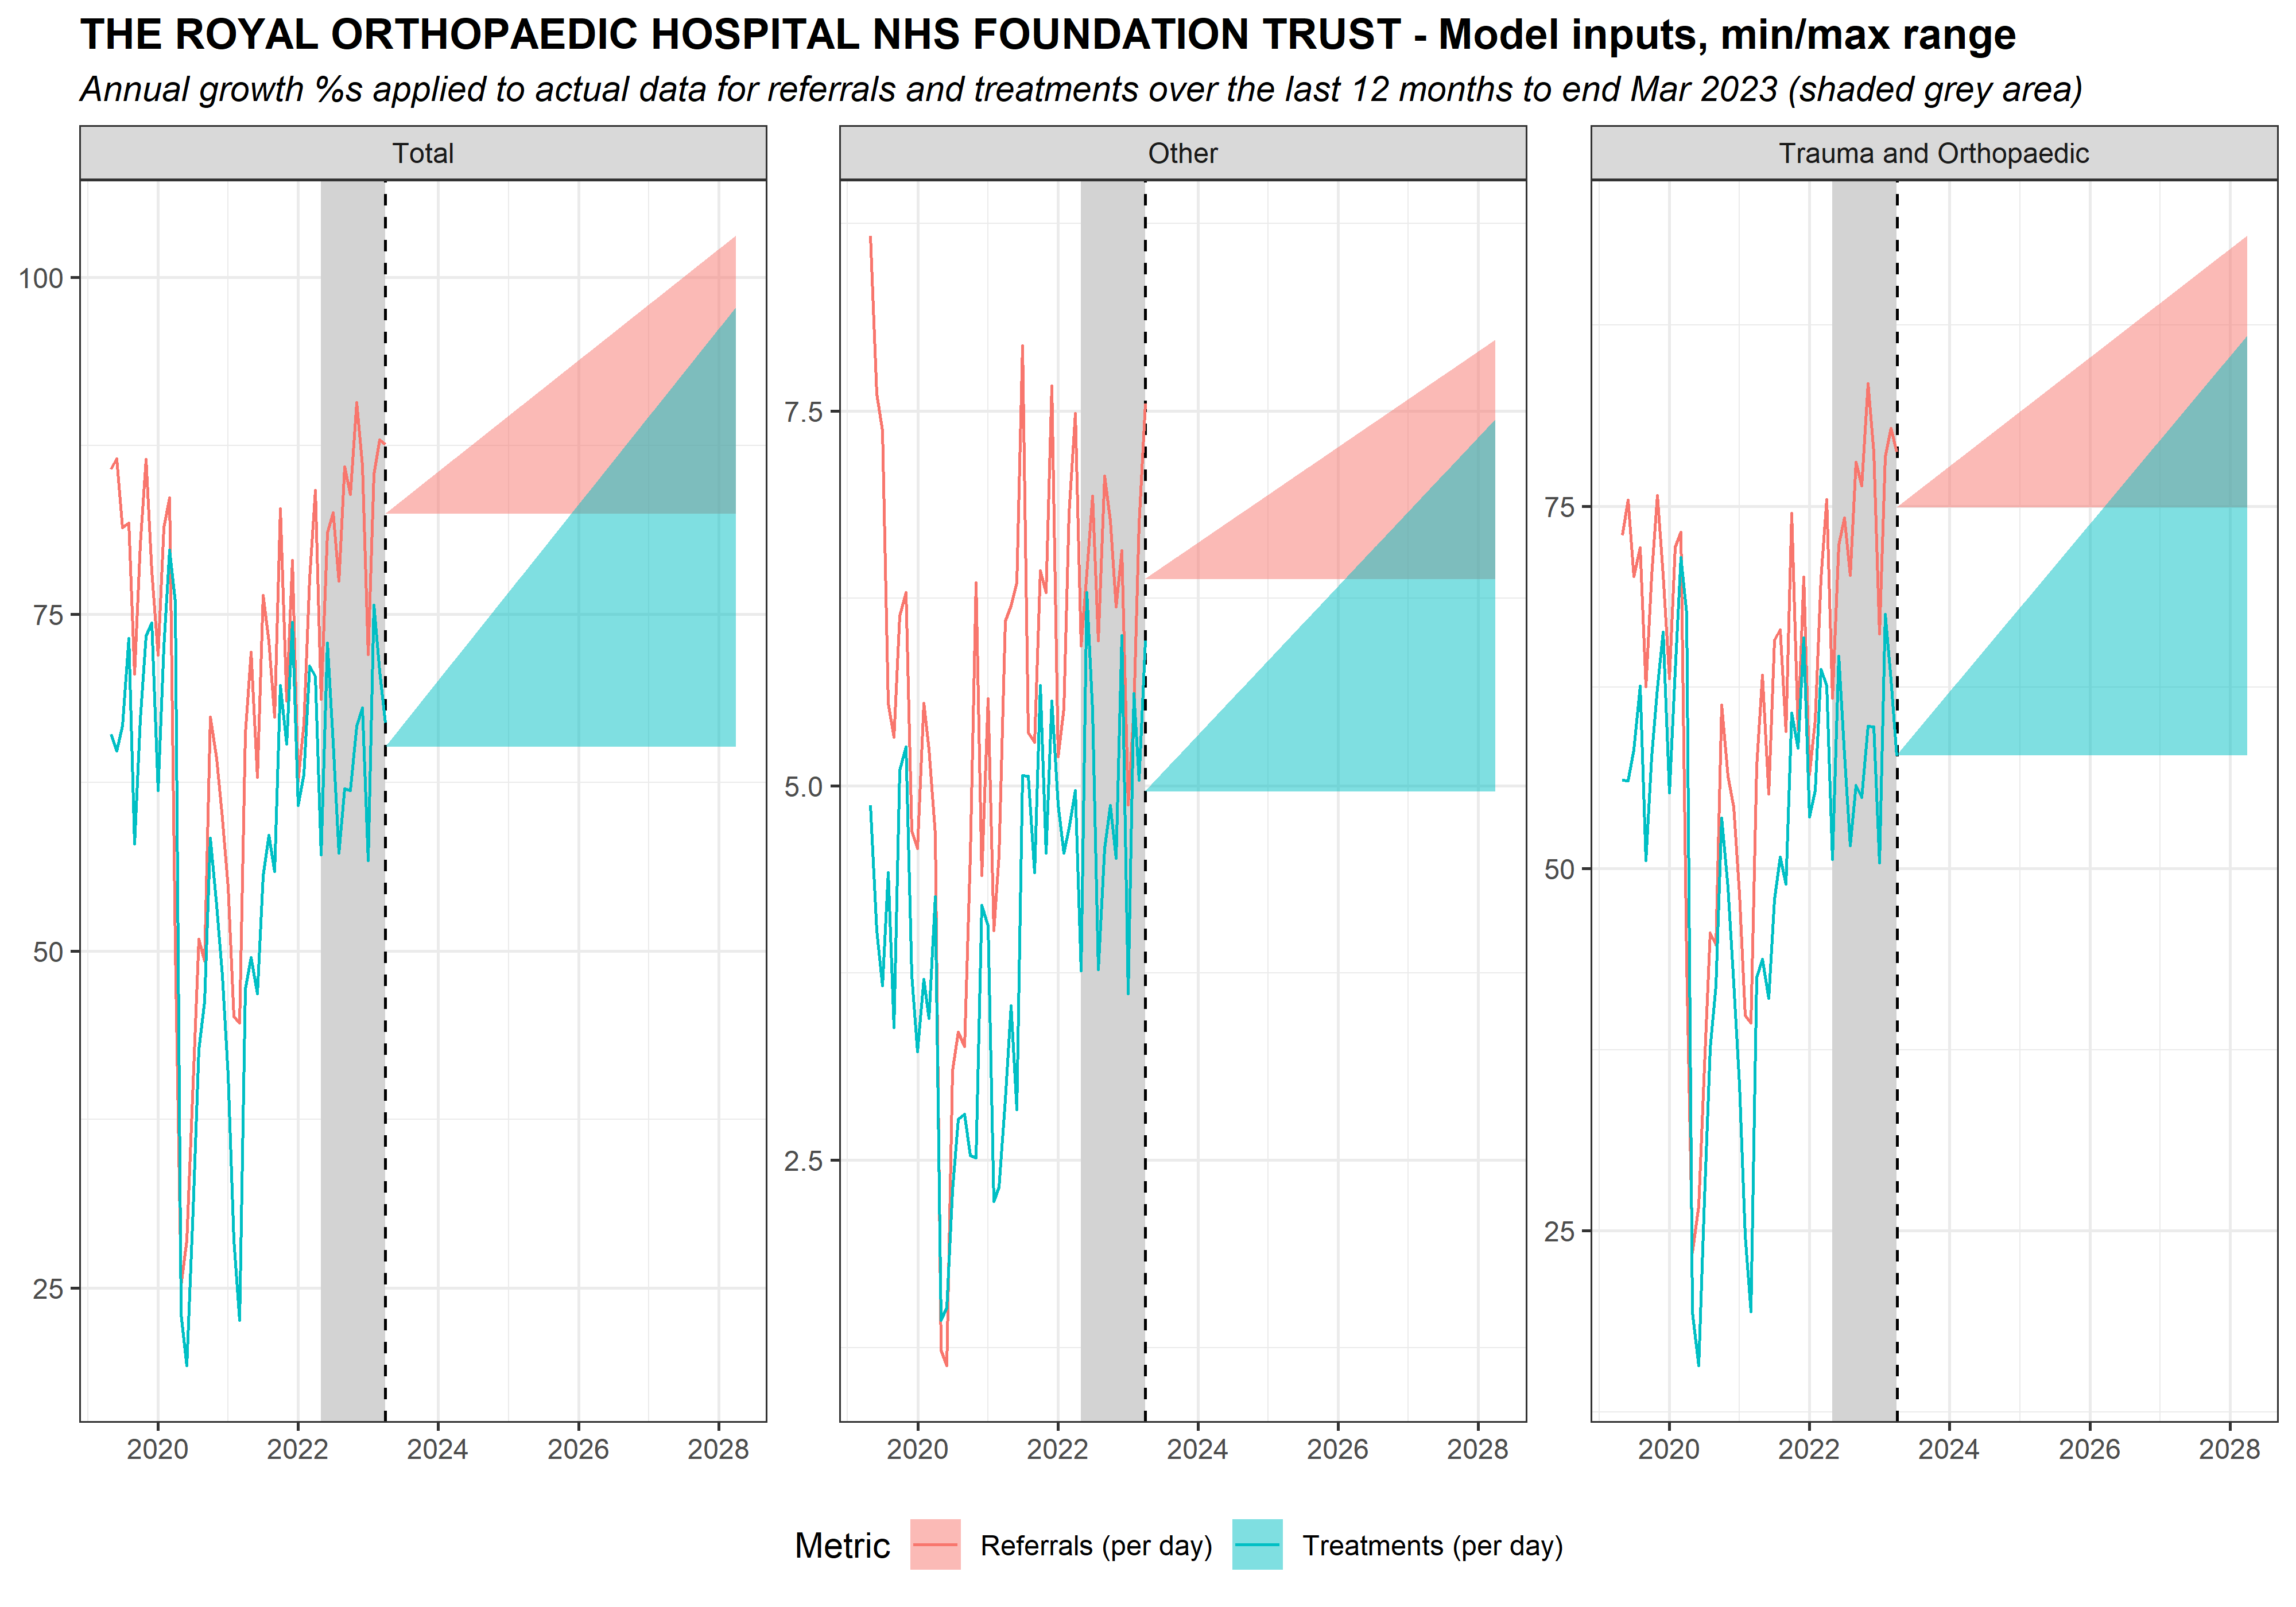 THE ROYAL ORTHOPAEDIC HOSPITAL NHS FOUNDATION TRUST - Model inputs, min/max range
Annual growth %s applied to actual data for referrals and treatments over the last 12 months to end Mar 2023 (shaded grey area)
Total
100
75
50
25
2020 2022 2024 2026 2028
Other
7.5
5.0
2.5
2020 2022 2024 2026 2028
Trauma and Orthopaedic
75
50
25
2020 2022 2024 2026 2028
Metric Referrals (per day) Treatments (per day)